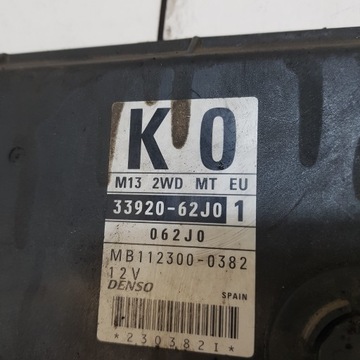 K 0
M13 2WD MT EU
33920-62J0 1
062J0
MB112300-0382
12V
DENSO
SPAIN
*230382I*